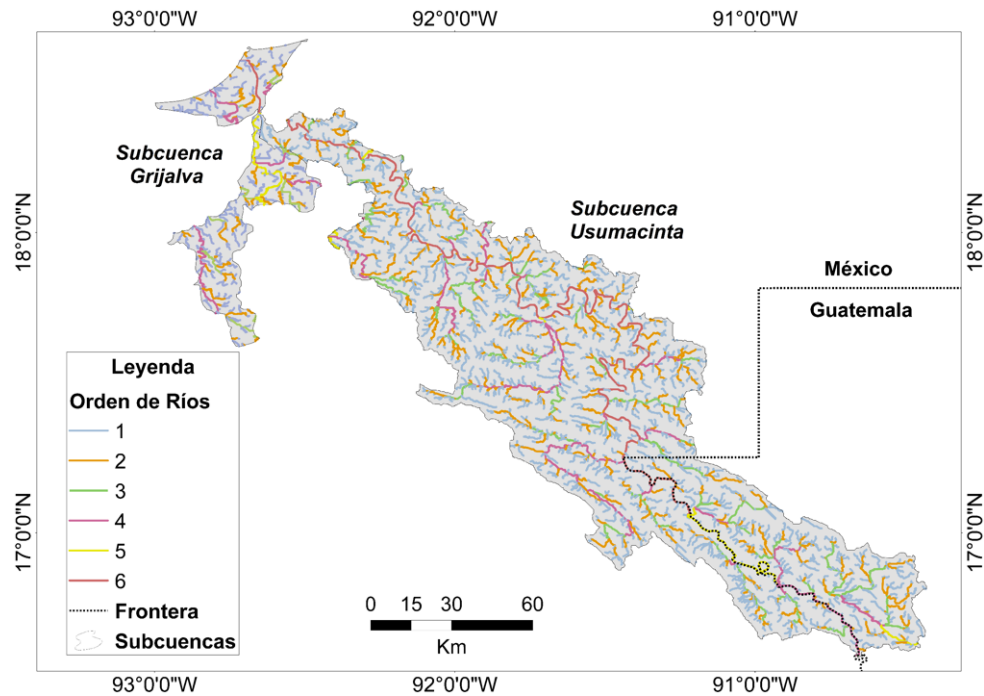 93°0'0"W 92°0'0"W 91°0'0"W
Subcuenca
Grijalva
Subcuenca
Usumacinta
18°0'0"N
18°0'0"N
México
Guatemala
Leyenda
Orden de Ríos
1
2
3
4
5
6
Frontera
Subcuencas
17°0'0"N
17°0'0"N
0 15 30 60
Km
93°0'0"W 92°0'0"W 91°0'0"W